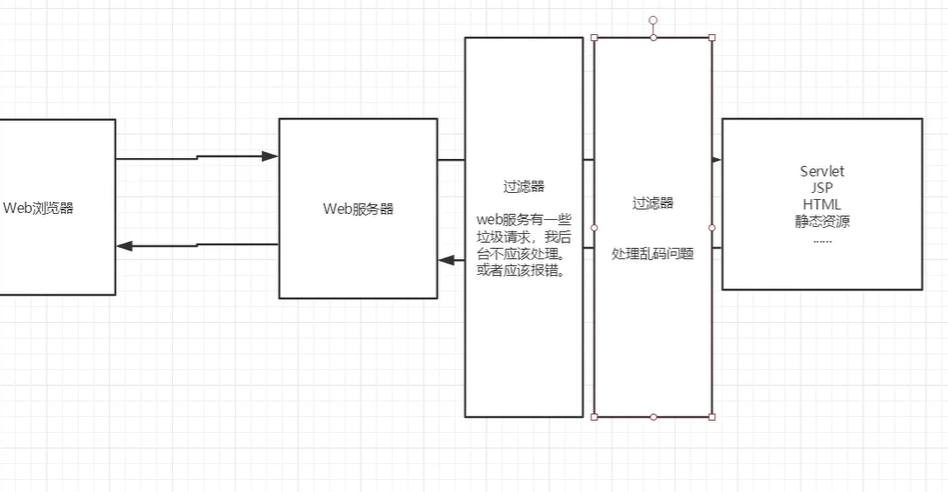 Web浏览器
Web服务器
过滤器
web服务有一些
垃圾请求，我后
台不应该处理。
或者应该报错。
过滤器
处理乱码问题
Servlet
JSP
HTML
静态资源
......